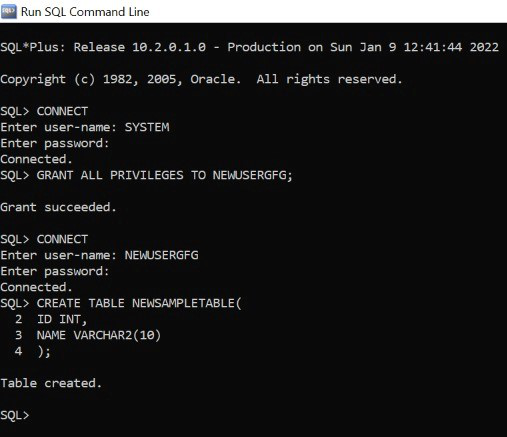 Run SQL Command Line
SQL*Plus: Release 10.2.0.1.0 - Production on Sun Jan 9 12:41:44 2022
Copyright (c) 1982, 2005, Oracle.  All rights reserved.
SQL> CONNECT
Enter user-name: SYSTEM
Enter password:
Connected.
SQL> GRANT ALL PRIVILEGES TO NEWUSERGFG;
Grant succeeded.
SQL> CONNECT
Enter user-name: NEWUSERGFG
Enter password:
Connected.
SQL> CREATE TABLE NEWSAMPLETABLE(
  2  ID INT,
  3  NAME VARCHAR2(10)
  4  );
Table created.
SQL>